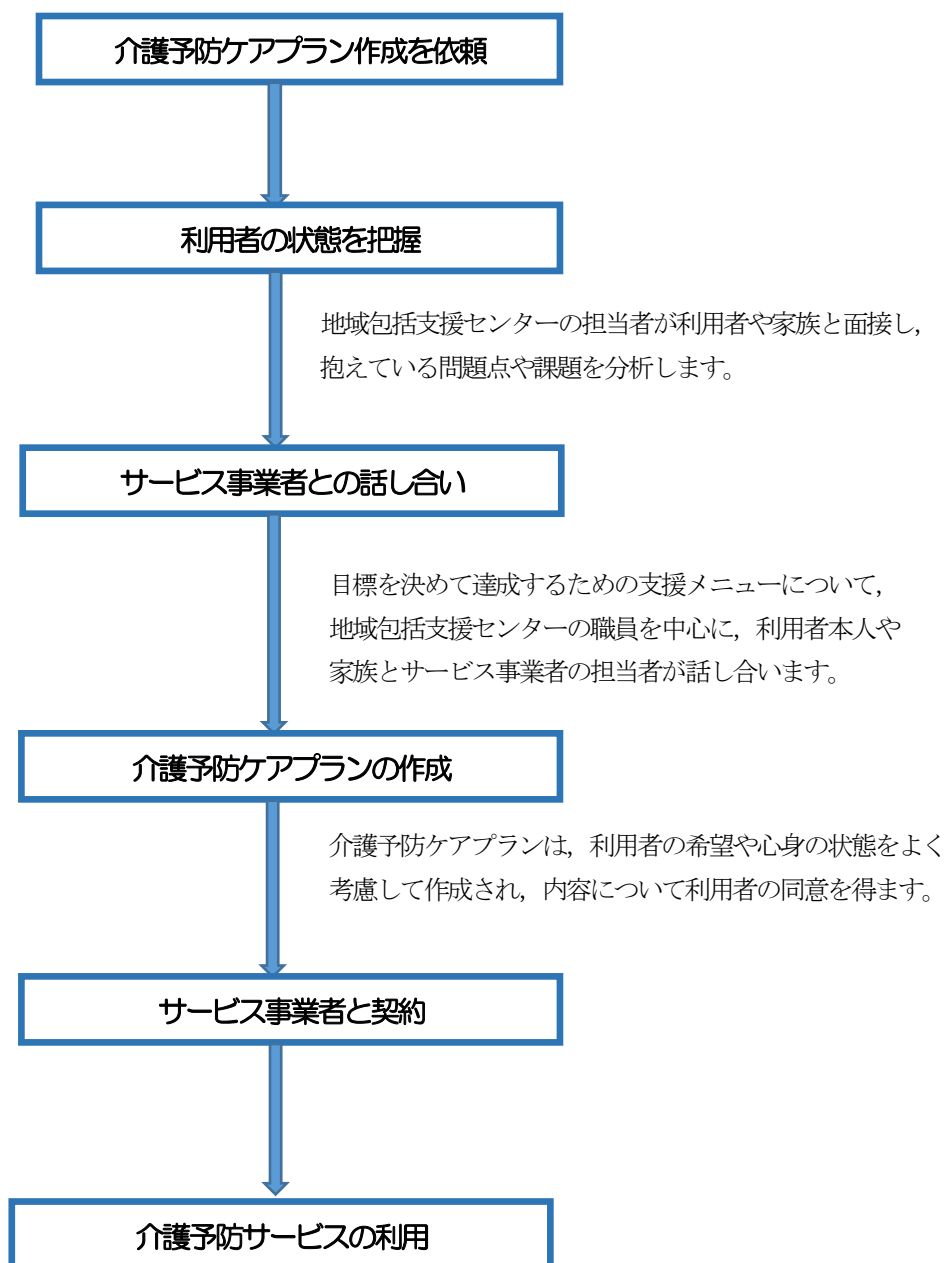 介護予防ケアプラン作成を依頼
利用者の状態を把握
地域包括支援センターの担当者が利用者や家族と面接し，
抱えている問題点や課題を分析します。
サービス事業者との話し合い
目標を決めて達成するための支援メニューについて，
地域包括支援センターの職員を中心に，利用者本人や
家族とサービス事業者の担当者が話し合います。
介護予防ケアプランの作成
介護予防ケアプランは，利用者の希望や心身の状態をよく
考慮して作成され，内容について利用者の同意を得ます。
サービス事業者と契約
介護予防サービスの利用